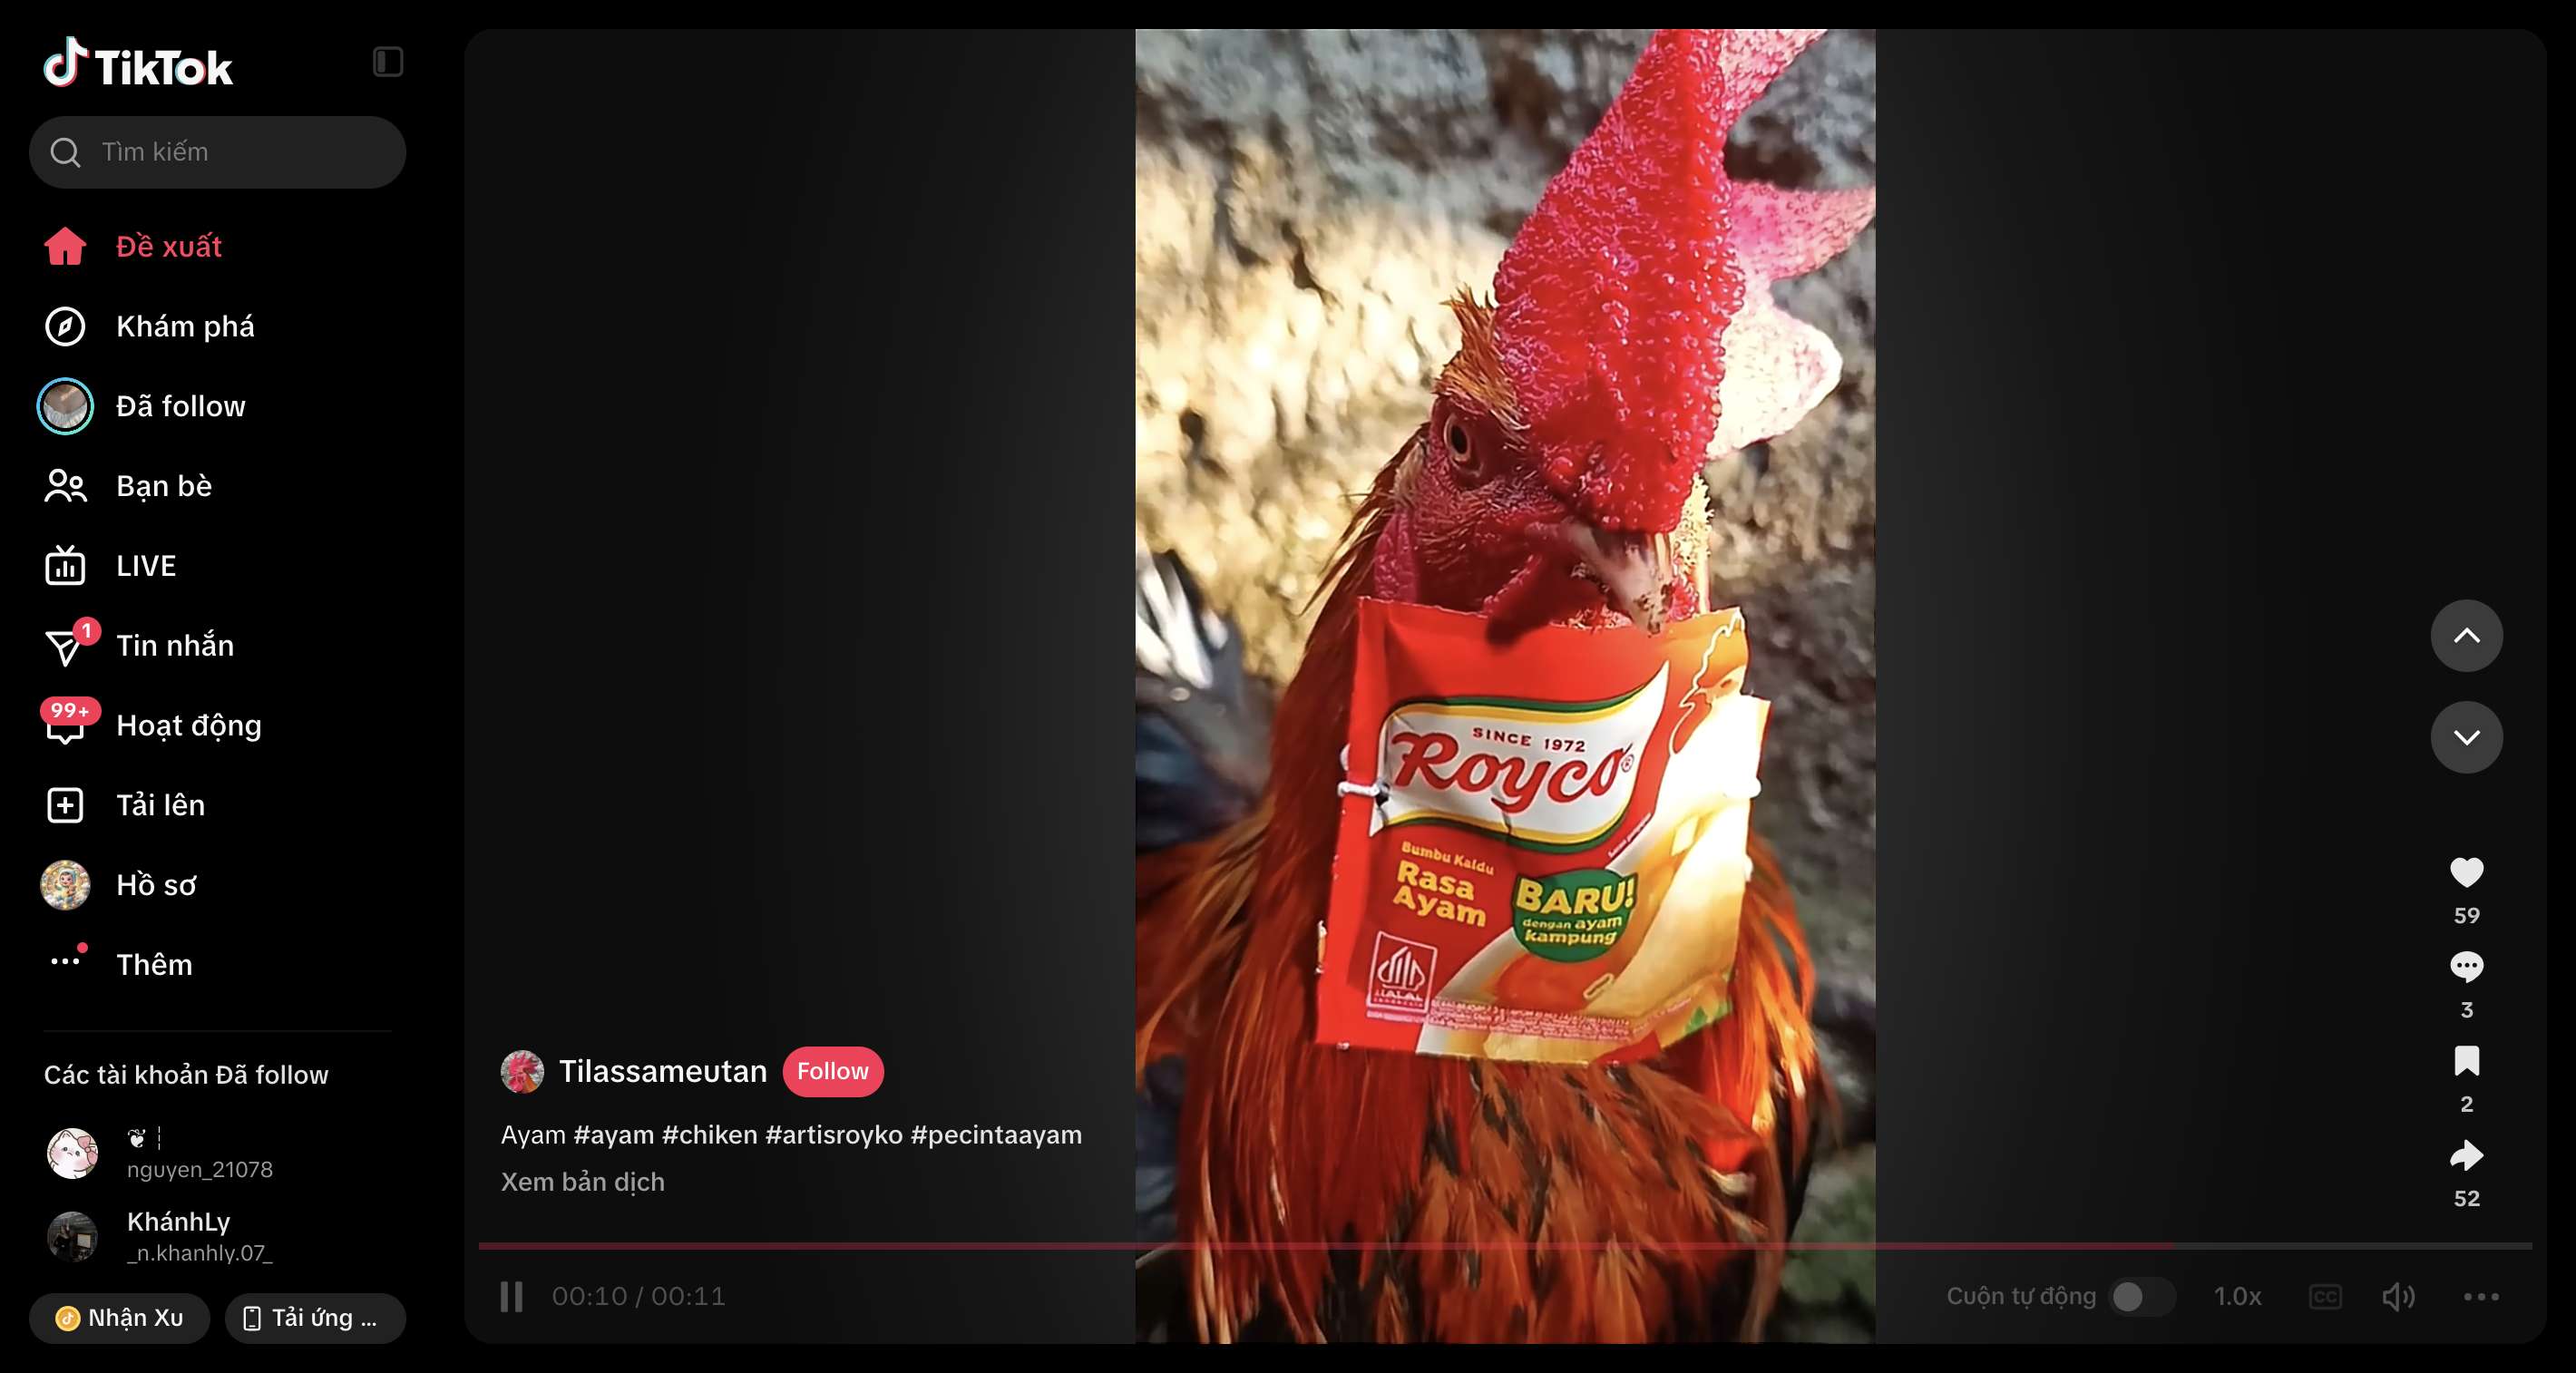 TikTok
Tìm kiếm
Đề xuất
Khám phá
Đã follow
Bạn bè
LIVE
1
Tin nhắn
99+
Hoạt động
Tải lên
Hồ sơ
Thêm
Các tài khoản Đã follow
nguyen_21078
KhánhLy
_n.khanhly.07_
Nhận Xu
Tải ứng ...
SINCE 1972
Royco®
Bumbu Kaldu
Rasa
Ayam
BARU!
dengan ayam
kampung
HALAL
INDONESIA
Tilassameutan
Follow
Ayam #ayam #chiken #artisroyko #pecintaayam
Xem bản dịch
00:10 / 00:11
59
3
2
52
Cuộn tự động
1.0x
CC